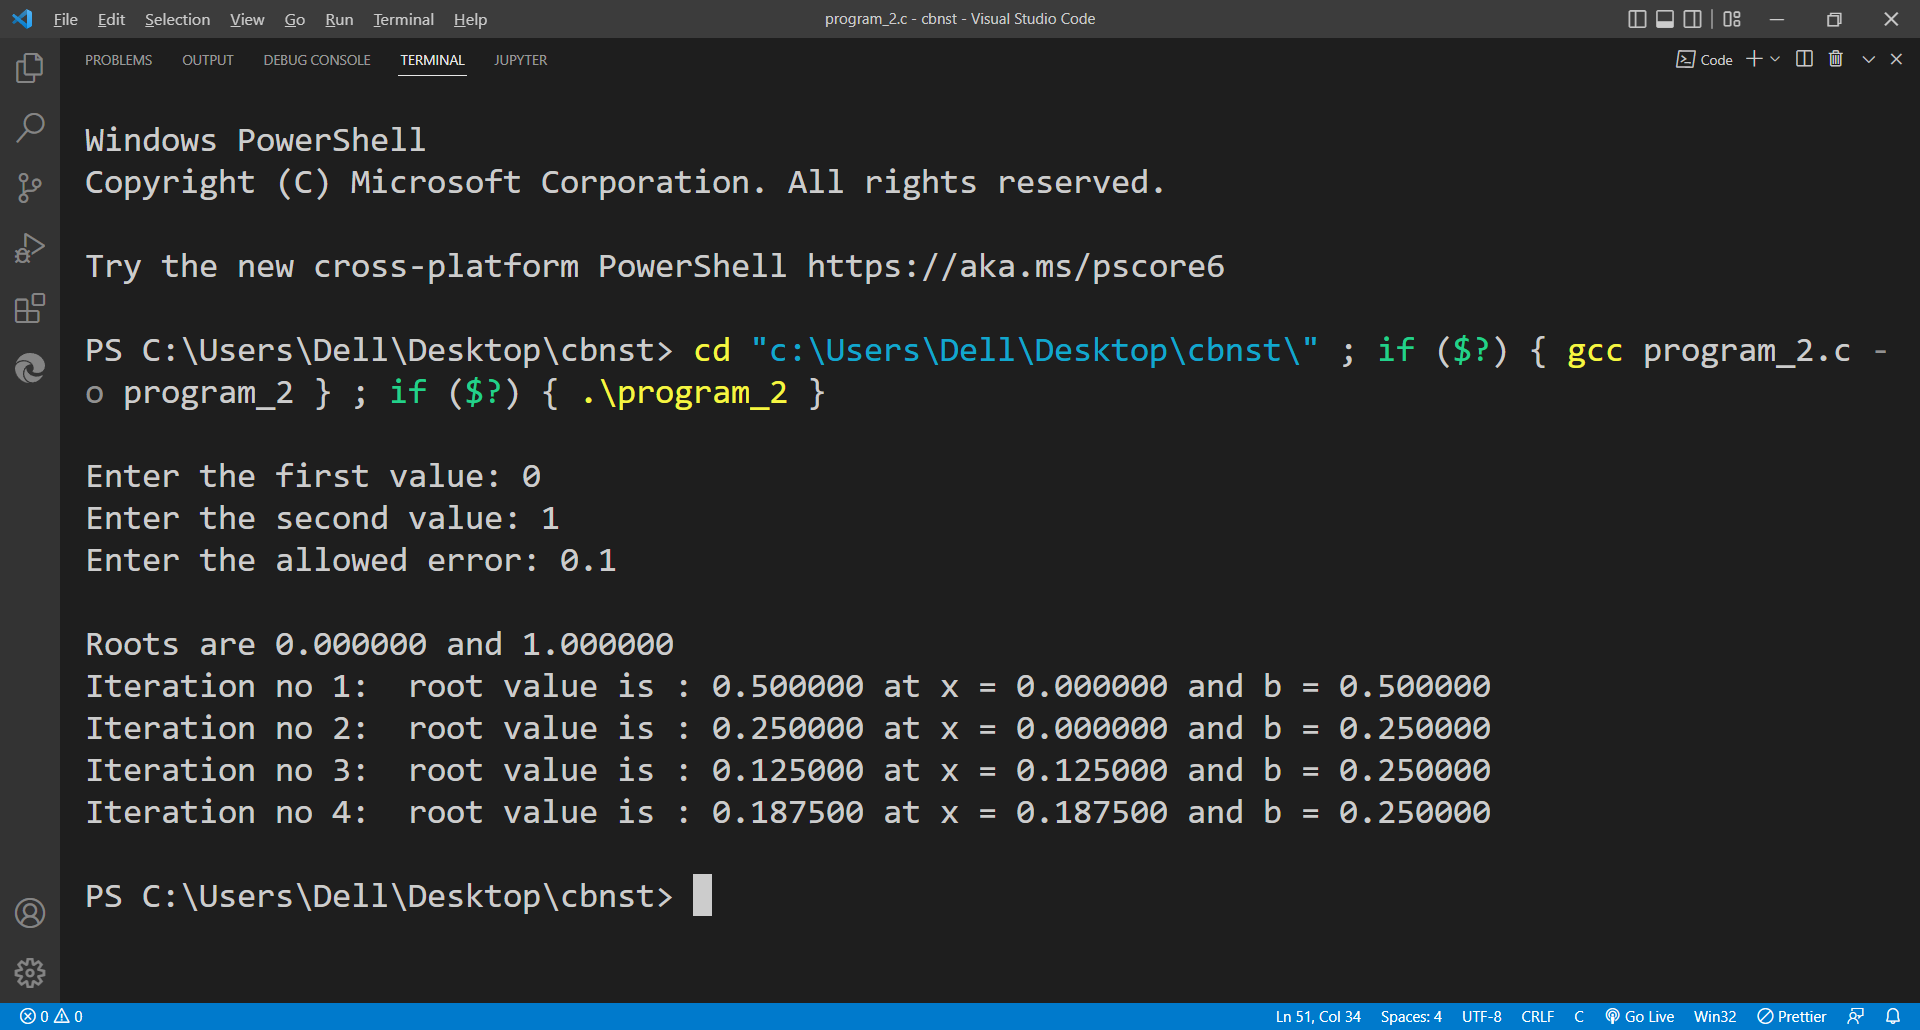 File Edit Selection View Go Run Terminal Help program_2.c - cbnst - Visual Studio Code
PROBLEMS OUTPUT DEBUG CONSOLE TERMINAL JUPYTER Code
Windows PowerShell
Copyright (C) Microsoft Corporation. All rights reserved.
Try the new cross-platform PowerShell https://aka.ms/pscore6
PS C:\Users\Dell\Desktop\cbnst> cd "c:\Users\Dell\Desktop\cbnst\" ; if ($?) { gcc program_2.c -
o program_2 } ; if ($?) { .\program_2 }
Enter the first value: 0
Enter the second value: 1
Enter the allowed error: 0.1
Roots are 0.000000 and 1.000000
Iteration no 1:  root value is : 0.500000 at x = 0.000000 and b = 0.500000
Iteration no 2:  root value is : 0.250000 at x = 0.000000 and b = 0.250000
Iteration no 3:  root value is : 0.125000 at x = 0.125000 and b = 0.250000
Iteration no 4:  root value is : 0.187500 at x = 0.187500 and b = 0.250000
PS C:\Users\Dell\Desktop\cbnst>
0 0 Ln 51, Col 34 Spaces: 4 UTF-8 CRLF C Go Live Win32 Prettier